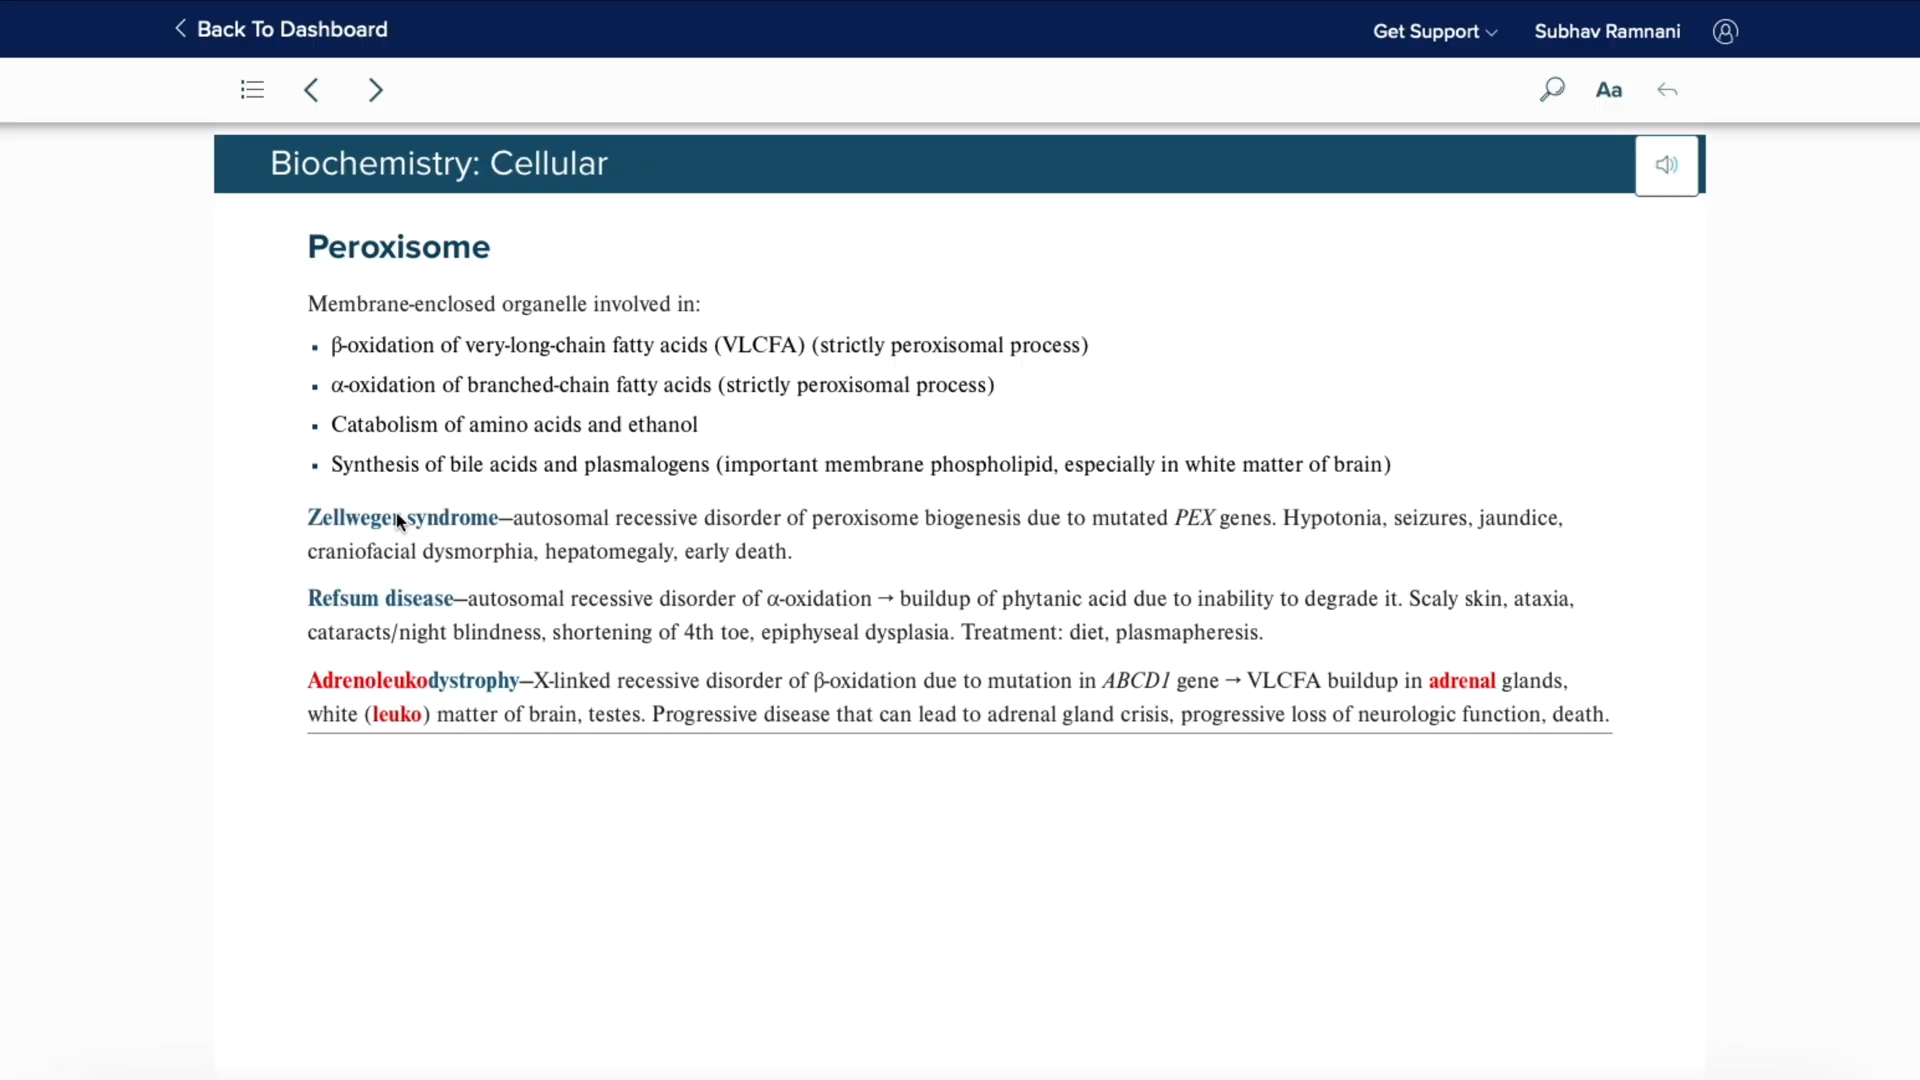 Back To Dashboard
Get Support
Subhav Ramnani
Aa
Biochemistry: Cellular
Peroxisome
Membrane-enclosed organelle involved in:
▪ β-oxidation of very-long-chain fatty acids (VLCFA) (strictly peroxisomal process)
▪ α-oxidation of branched-chain fatty acids (strictly peroxisomal process)
▪ Catabolism of amino acids and ethanol
▪ Synthesis of bile acids and plasmalogens (important membrane phospholipid, especially in white matter of brain)
Zellweger syndrome—autosomal recessive disorder of peroxisome biogenesis due to mutated PEX genes. Hypotonia, seizures, jaundice,
craniofacial dysmorphia, hepatomegaly, early death.
Refsum disease—autosomal recessive disorder of α-oxidation → buildup of phytanic acid due to inability to degrade it. Scaly skin, ataxia,
cataracts/night blindness, shortening of 4th toe, epiphyseal dysplasia. Treatment: diet, plasmapheresis.
Adrenoleukodystrophy—X-linked recessive disorder of β-oxidation due to mutation in ABCD1 gene → VLCFA buildup in adrenal glands,
white (leuko) matter of brain, testes. Progressive disease that can lead to adrenal gland crisis, progressive loss of neurologic function, death.